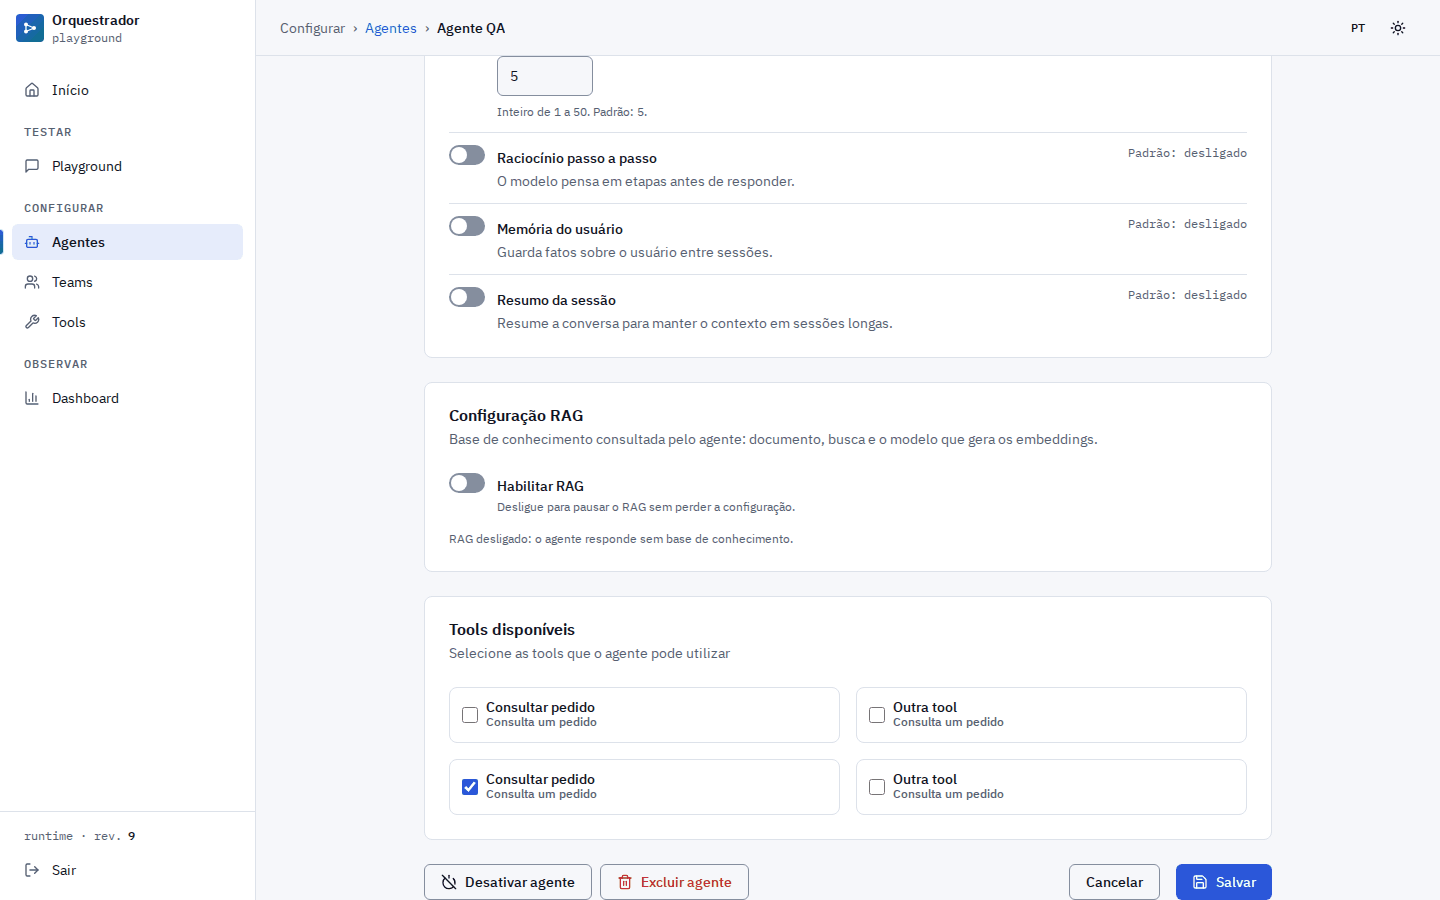 Orquestrador
playground
Início
TESTAR
Playground
CONFIGURAR
Agentes
Teams
Tools
OBSERVAR
Dashboard
runtime · rev. 9
Sair
Configurar › Agentes › Agente QA
PT
5
Inteiro de 1 a 50. Padrão: 5.
Raciocínio passo a passo
Padrão: desligado
O modelo pensa em etapas antes de responder.
Memória do usuário
Padrão: desligado
Guarda fatos sobre o usuário entre sessões.
Resumo da sessão
Padrão: desligado
Resume a conversa para manter o contexto em sessões longas.
Configuração RAG
Base de conhecimento consultada pelo agente: documento, busca e o modelo que gera os embeddings.
Habilitar RAG
Desligue para pausar o RAG sem perder a configuração.
RAG desligado: o agente responde sem base de conhecimento.
Tools disponíveis
Selecione as tools que o agente pode utilizar
Consultar pedido
Consulta um pedido
Outra tool
Consulta um pedido
Consultar pedido
Consulta um pedido
Outra tool
Consulta um pedido
Desativar agente
Excluir agente
Cancelar
Salvar